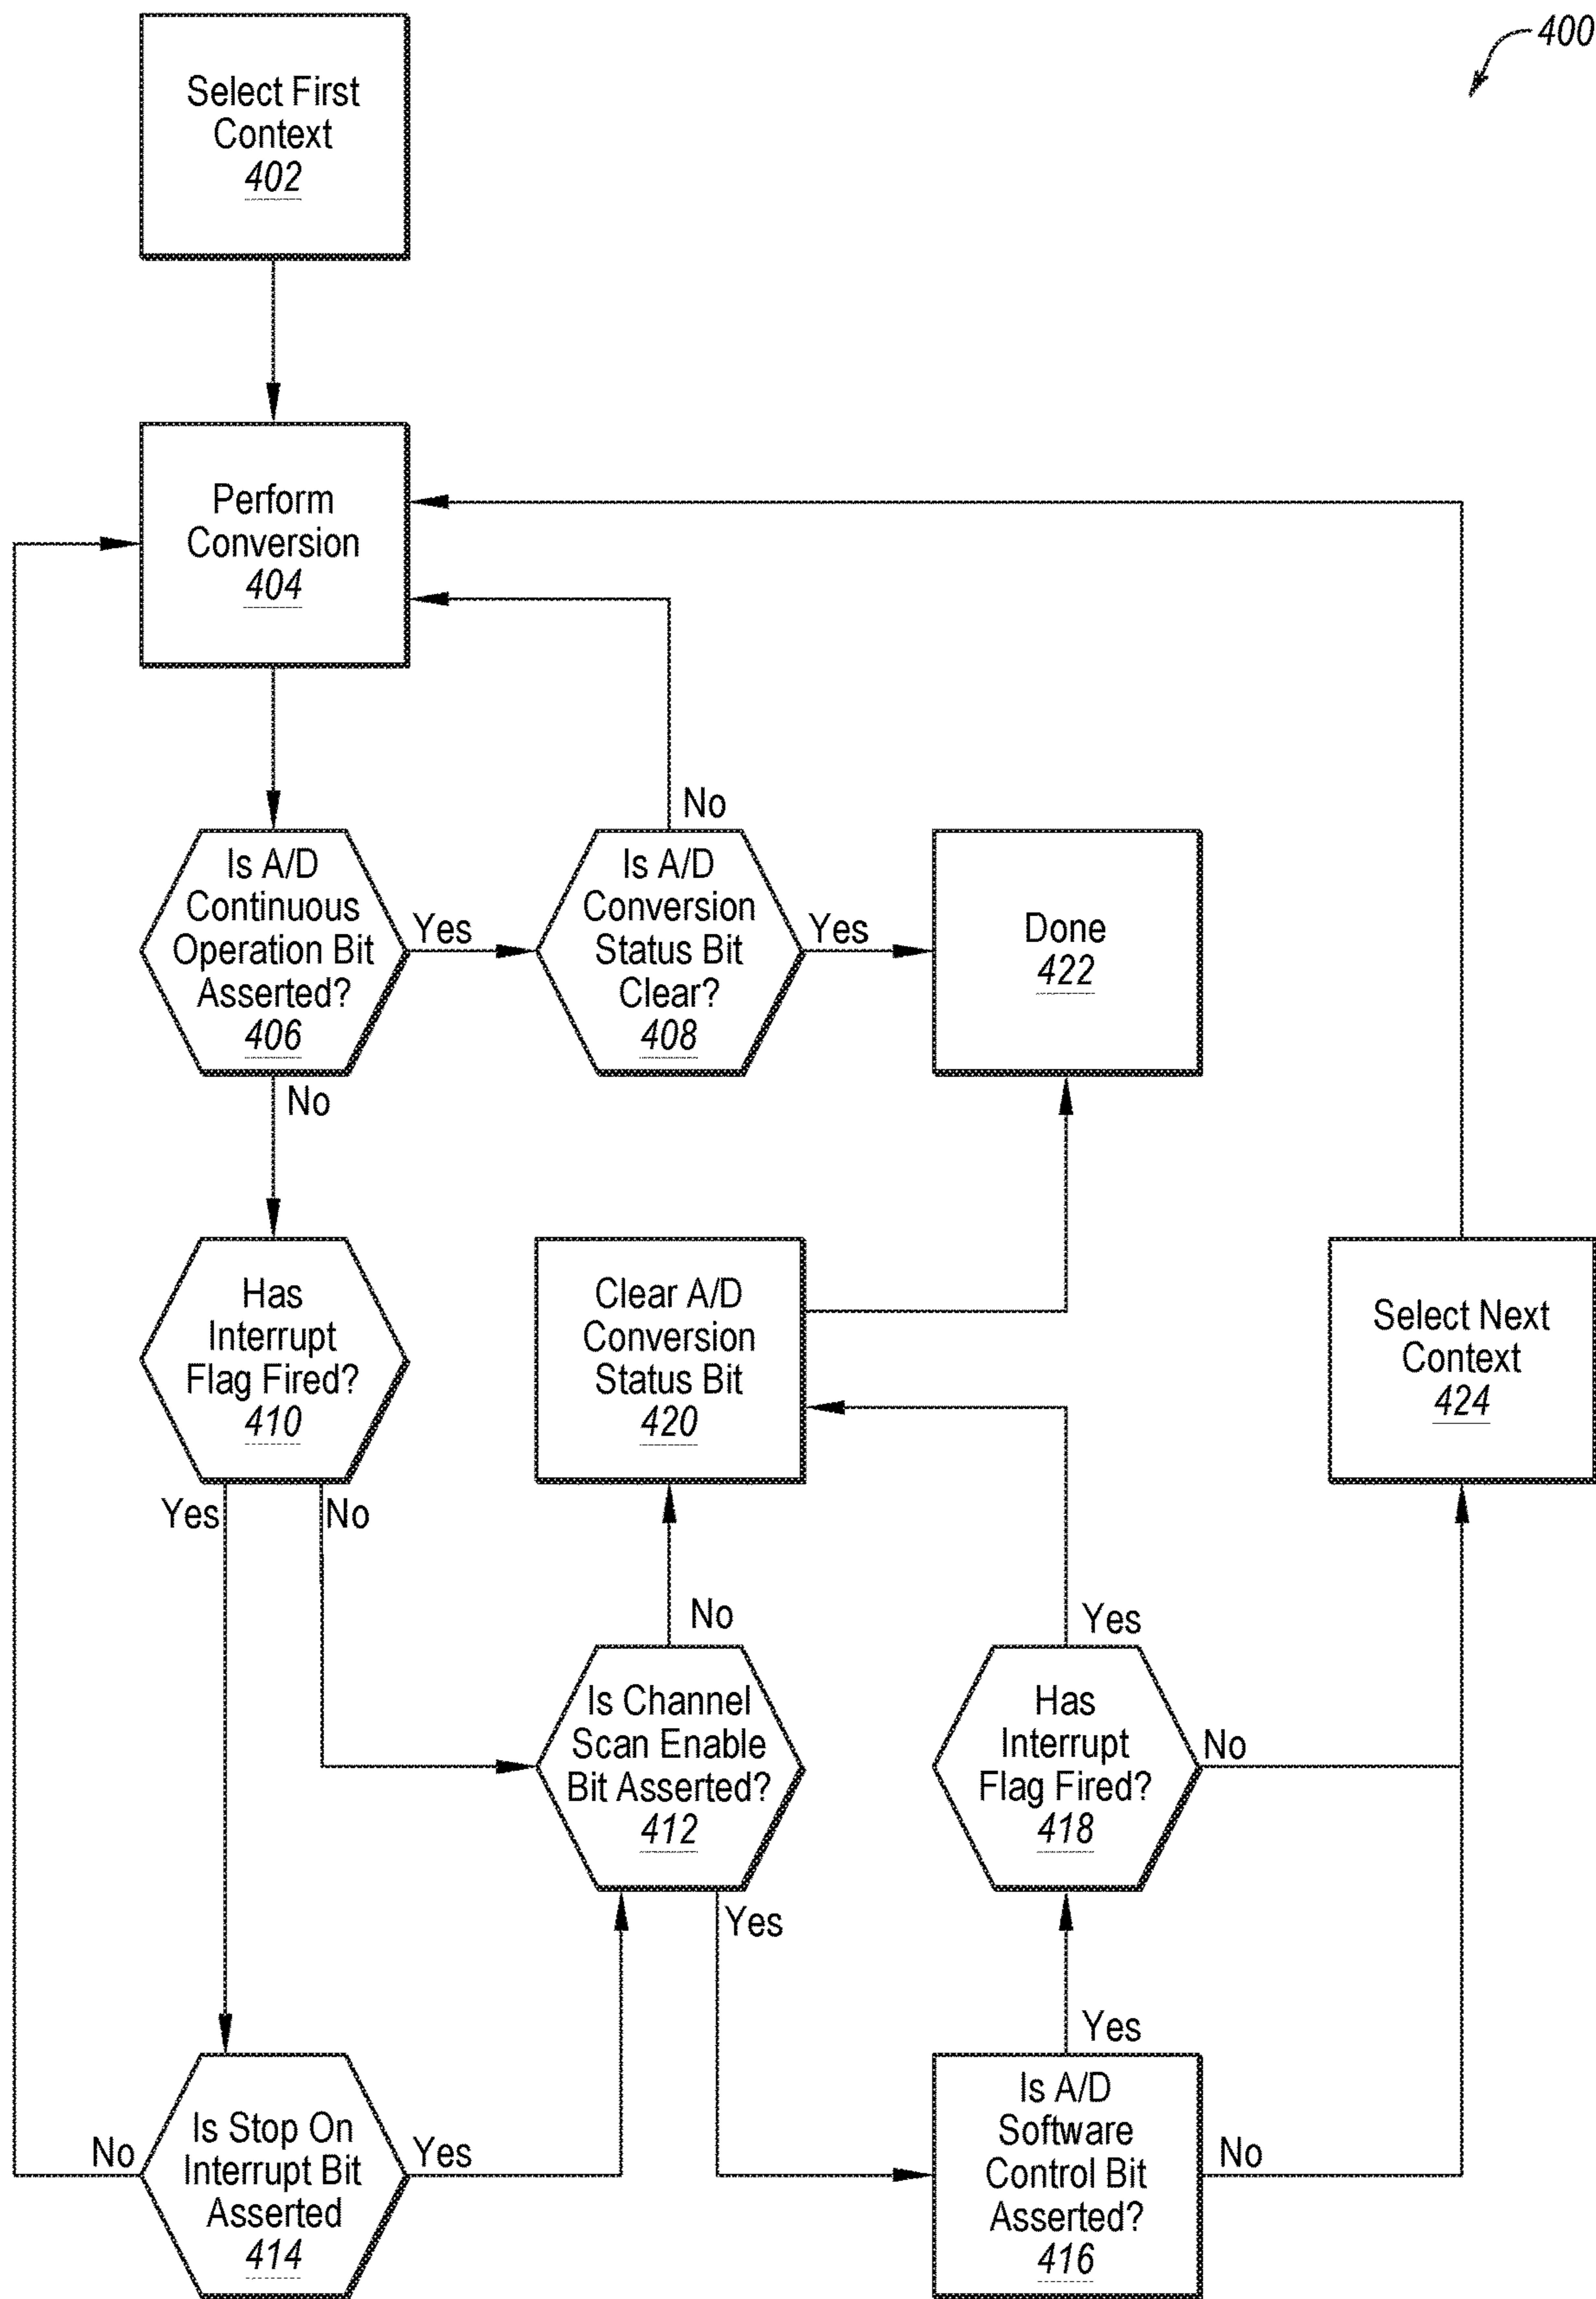 400
Select First
Context
402
Perform
Conversion
404
No
Is A/D
Continuous
Operation Bit
Asserted?
406
Yes
Is A/D
Conversion
Status Bit
Clear?
408
Yes
Done
422
No
Has
Interrupt
Flag Fired?
410
Clear A/D
Conversion
Status Bit
420
Select Next
Context
424
Yes
No
No
Yes
Is Channel
Scan Enable
Bit Asserted?
412
Has
Interrupt
Flag Fired?
418
No
Yes
Yes
No
Is Stop On
Interrupt Bit
Asserted
414
Yes
Is A/D
Software
Control Bit
Asserted?
416
No